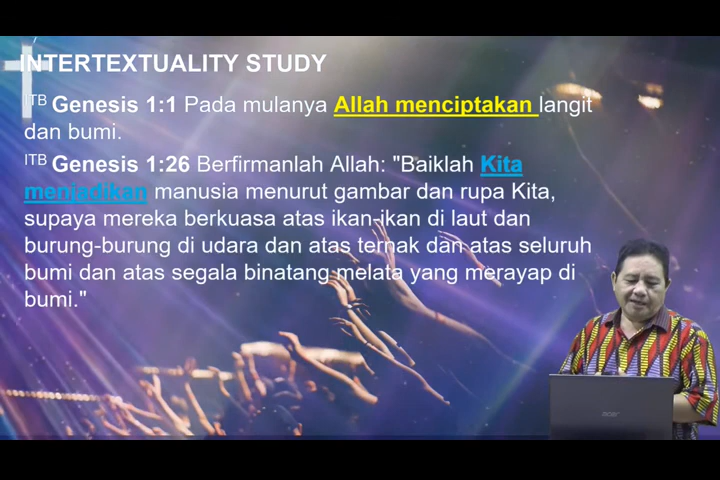 INTERTEXTUALITY STUDY
ITB Genesis 1:1 Pada mulanya Allah menciptakan langit
dan bumi.
ITB Genesis 1:26 Berfirmanlah Allah: "Baiklah Kita
menjadikan manusia menurut gambar dan rupa Kita,
supaya mereka berkuasa atas ikan-ikan di laut dan
burung-burung di udara dan atas ternak dan atas seluruh
bumi dan atas segala binatang melata yang merayap di
bumi."
acer